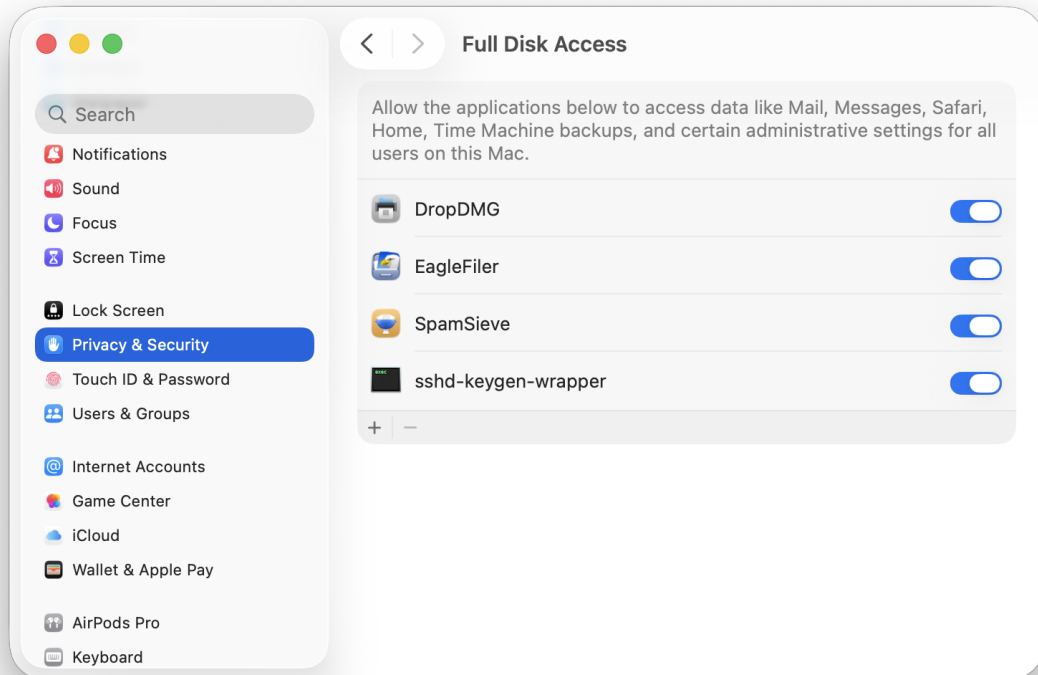 Full Disk Access
Search
Notifications
Sound
Focus
Screen Time
Lock Screen
Privacy & Security
Touch ID & Password
Users & Groups
Internet Accounts
Game Center
iCloud
Wallet & Apple Pay
AirPods Pro
Keyboard
Allow the applications below to access data like Mail, Messages, Safari,
Home, Time Machine backups, and certain administrative settings for all
users on this Mac.
DropDMG
EagleFiler
SpamSieve
exec
sshd-keygen-wrapper